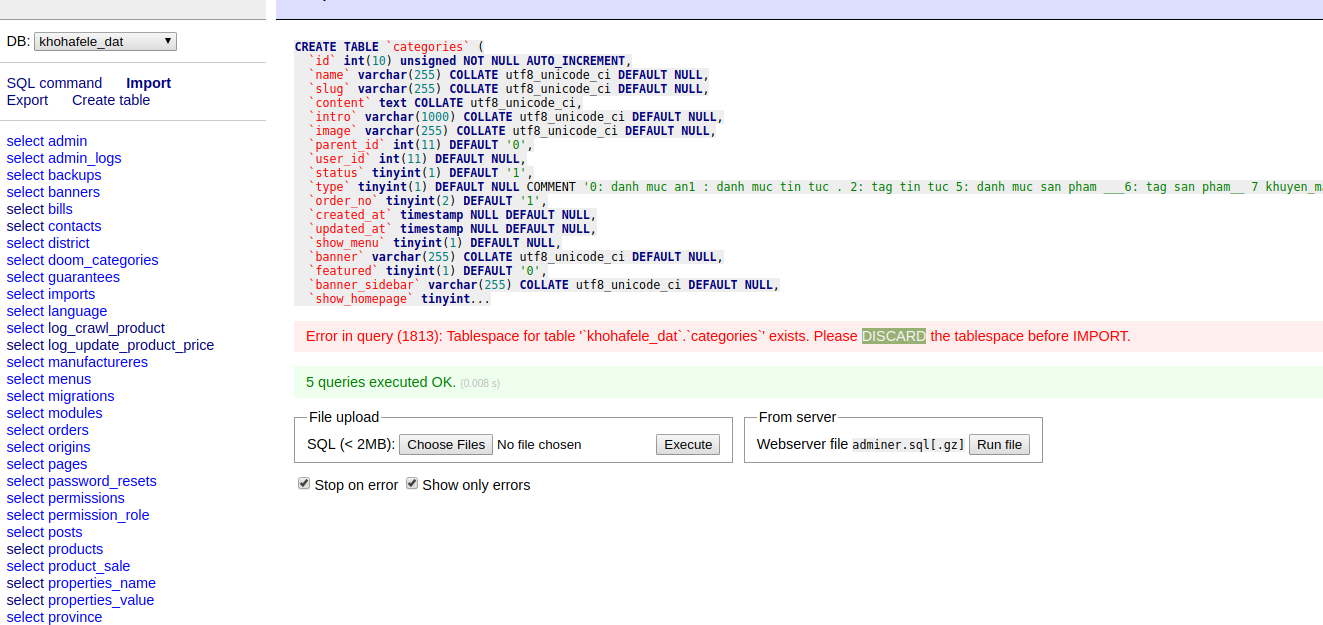 DB: khohafele_dat
SQL command Import
Export Create table
select admin
select admin_logs
select backups
select banners
select bills
select contacts
select district
select doom_categories
select guarantees
select imports
select language
select log_crawl_product
select log_update_product_price
select manufactureres
select menus
select migrations
select modules
select orders
select origins
select pages
select password_resets
select permissions
select permission_role
select posts
select products
select product_sale
select properties_name
select properties_value
select province
CREATE TABLE `categories` (
`id` int(10) unsigned NOT NULL AUTO_INCREMENT,
`name` varchar(255) COLLATE utf8_unicode_ci DEFAULT NULL,
`slug` varchar(255) COLLATE utf8_unicode_ci DEFAULT NULL,
`content` text COLLATE utf8_unicode_ci,
`intro` varchar(1000) COLLATE utf8_unicode_ci DEFAULT NULL,
`image` varchar(255) COLLATE utf8_unicode_ci DEFAULT NULL,
`parent_id` int(11) DEFAULT '0',
`user_id` int(11) DEFAULT NULL,
`status` tinyint(1) DEFAULT '1',
`type` tinyint(1) DEFAULT NULL COMMENT '0: danh muc an1 : danh muc tin tuc . 2: tag tin tuc 5: danh muc san pham ___6: tag san pham__ 7 khuyen_m
`order_no` tinyint(2) DEFAULT '1',
`created_at` timestamp NULL DEFAULT NULL,
`updated_at` timestamp NULL DEFAULT NULL,
`show_menu` tinyint(1) DEFAULT NULL,
`banner` varchar(255) COLLATE utf8_unicode_ci DEFAULT NULL,
`featured` tinyint(1) DEFAULT '0',
`banner_sidebar` varchar(255) COLLATE utf8_unicode_ci DEFAULT NULL,
`show_homepage` tinyint...
Error in query (1813): Tablespace for table '`khohafele_dat`.`categories`' exists. Please DISCARD the tablespace before IMPORT.
5 queries executed OK. (0.008 s)
File upload
SQL (< 2MB): Choose Files No file chosen Execute
From server
Webserver file adminer.sql[.gz] Run file
Stop on error Show only errors